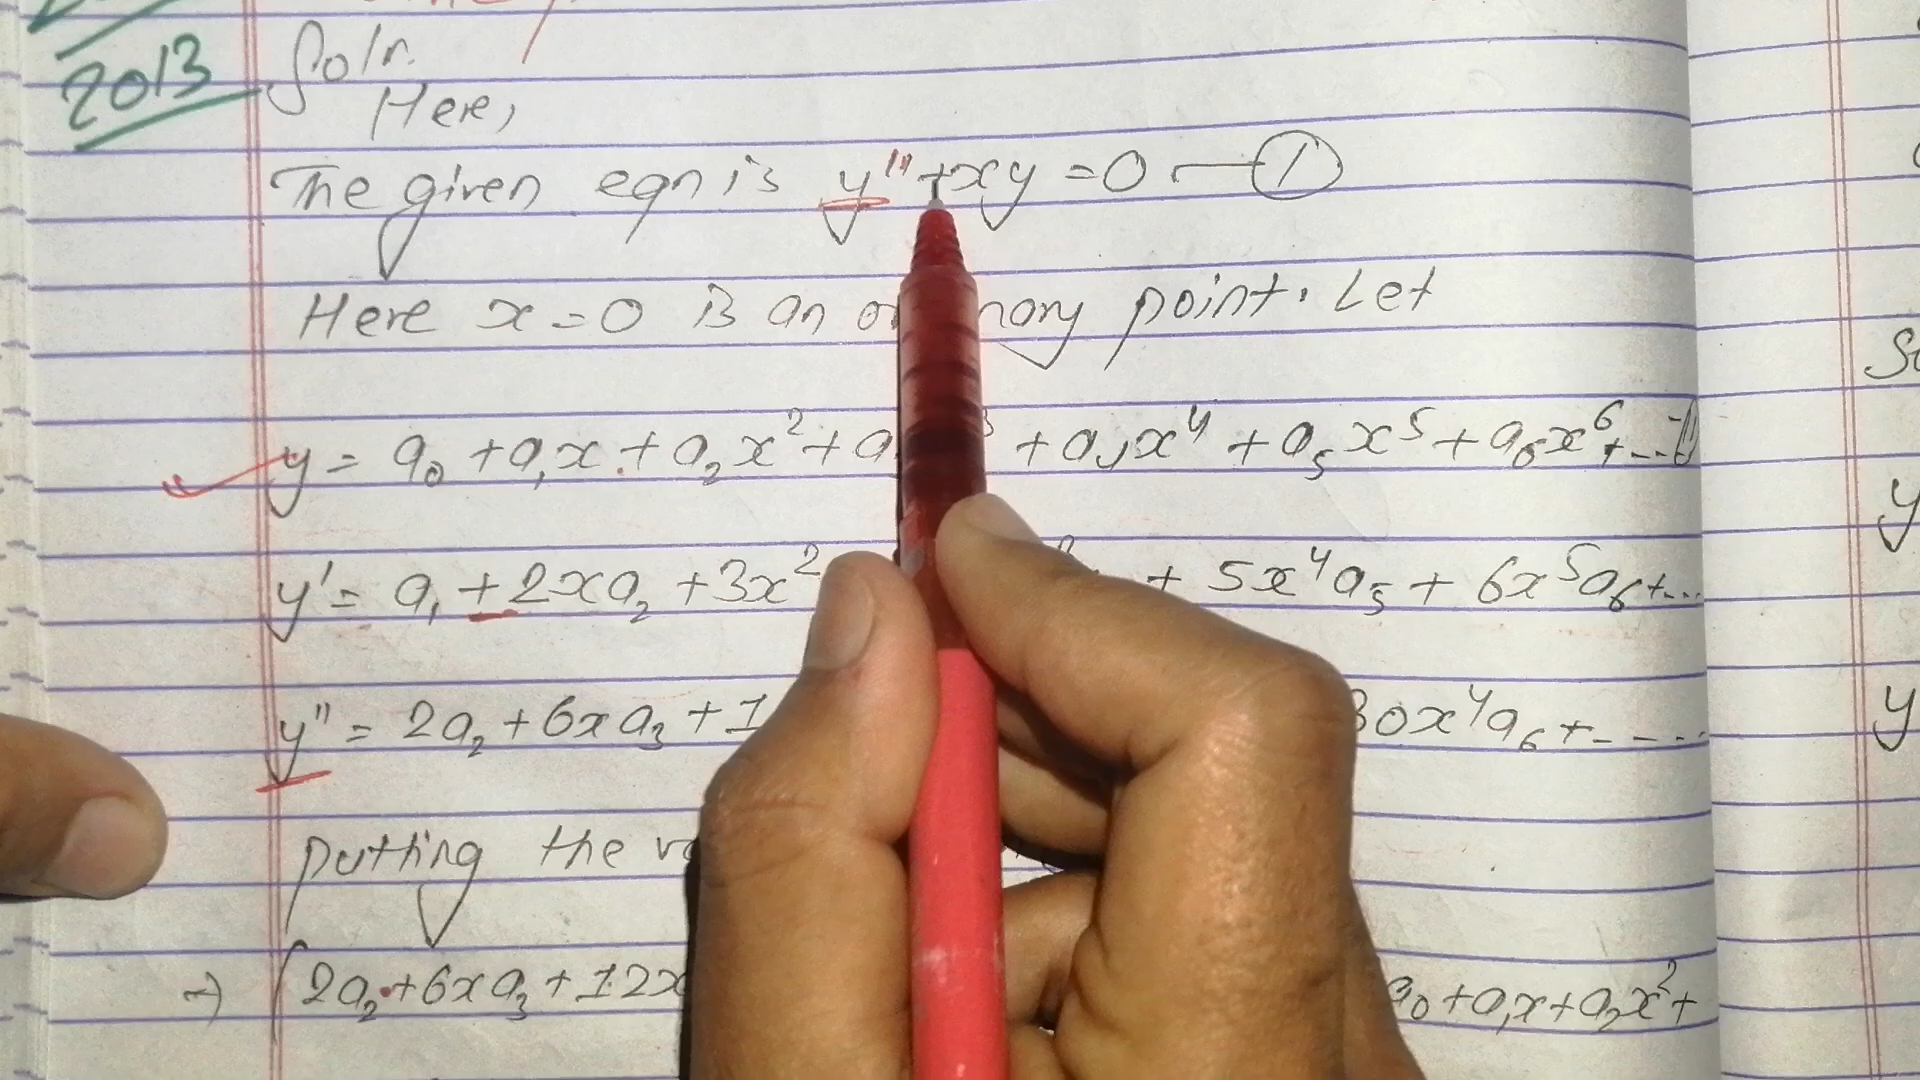 2013
Soln.
Here,
The given eqn is y" + xy = 0 — ①
Here x = 0 is an point. Let
y = a₀ + a₁x + a₂x² + a + a₄x⁴ + a₅x⁵ + a₆x⁶ + ...
y' = a₁ + 2xa₂ + 3x² + 5x⁴a₅ + 6x⁵a₆ + ...
y" = 2a₂ + 6xa₃ + 1 30x⁴a₆ + - - - ...
putting the
→ (2a₂ + 6xa₃ + 12x a₀ + a₁x + a₂x² +
y
y